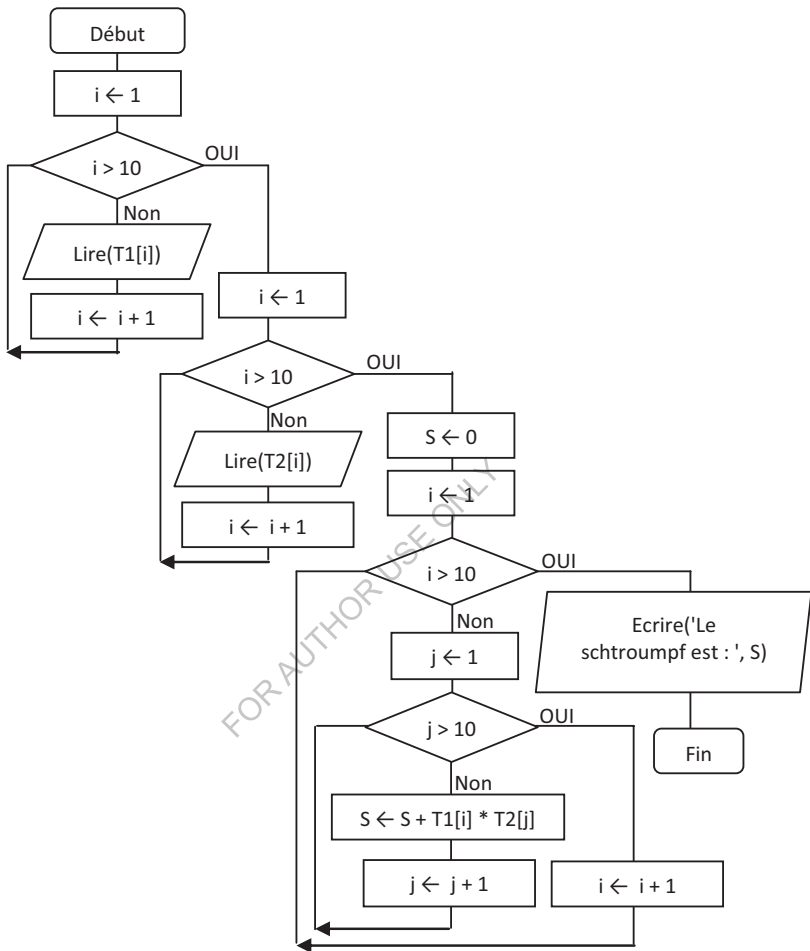 Début
i ← 1
i > 10
OUI
Non
Lire(T1[i])
i ← i + 1
i ← 1
i > 10
OUI
Non
Lire(T2[i])
i ← i + 1
S ← 0
i ← 1
i > 10
OUI
Non
Ecrire('Le
schtroumpf est : ', S)
Fin
j ← 1
j > 10
OUI
Non
S ← S + T1[i] * T2[j]
j ← j + 1
i ← i + 1
FOR AUTHOR USE ONLY